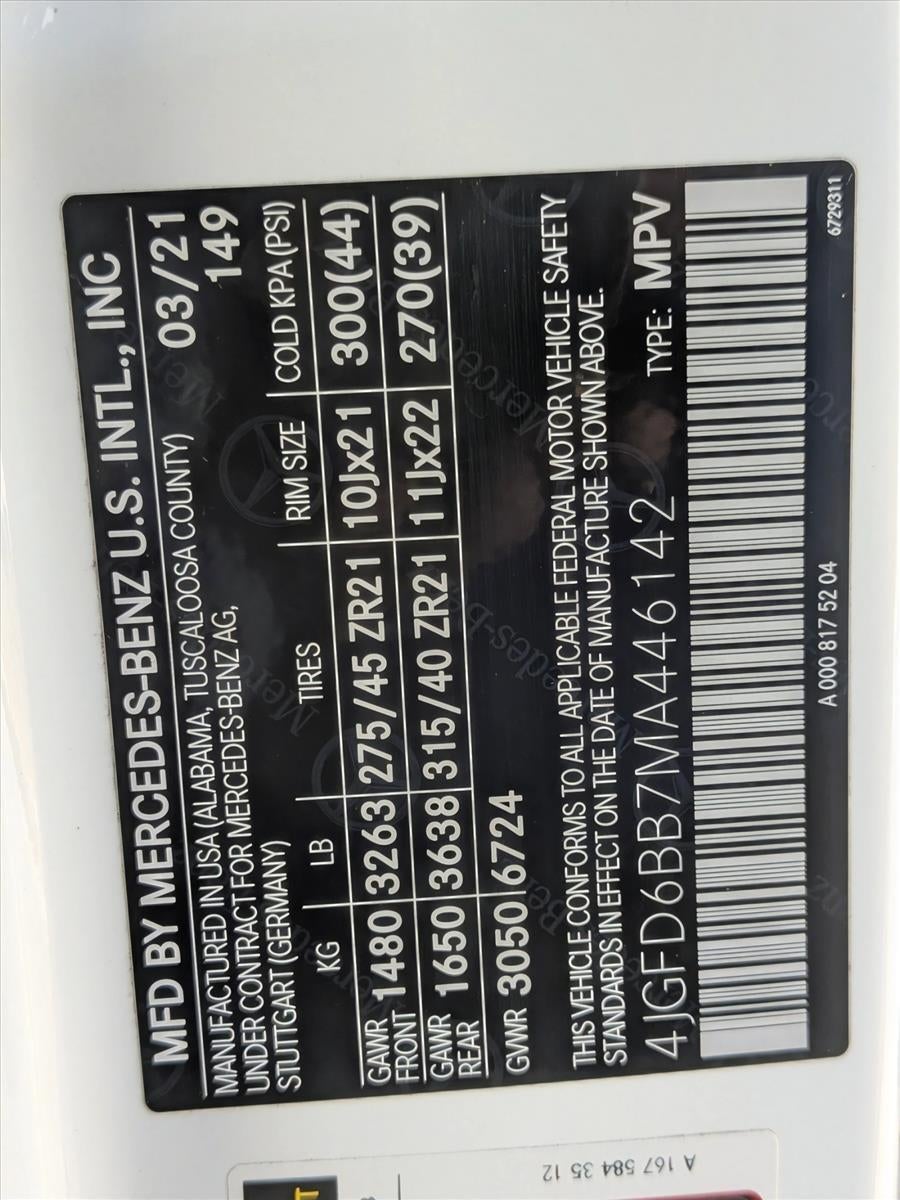 MFD BY MERCEDES-BENZ U.S. INTL., INC
MANUFACTURED IN USA (ALABAMA, TUSCALOOSA COUNTY) 03/21
UNDER CONTRACT FOR MERCEDES-BENZ AG, 149
STUTTGART (GERMANY)
KG LB TIRES RIM SIZE COLD KPA (PSI)
GAWR FRONT 1480 3263 275/45 ZR21 10Jx21 300(44)
GAWR REAR 1650 3638 315/40 ZR21 11Jx22 270(39)
GVWR 3050 6724
THIS VEHICLE CONFORMS TO ALL APPLICABLE FEDERAL MOTOR VEHICLE SAFETY
STANDARDS IN EFFECT ON THE DATE OF MANUFACTURE SHOWN ABOVE.
4JGFD6BB7MA446142 TYPE: MPV
A 000 817 52 04 6729311
A 167 584 35 12